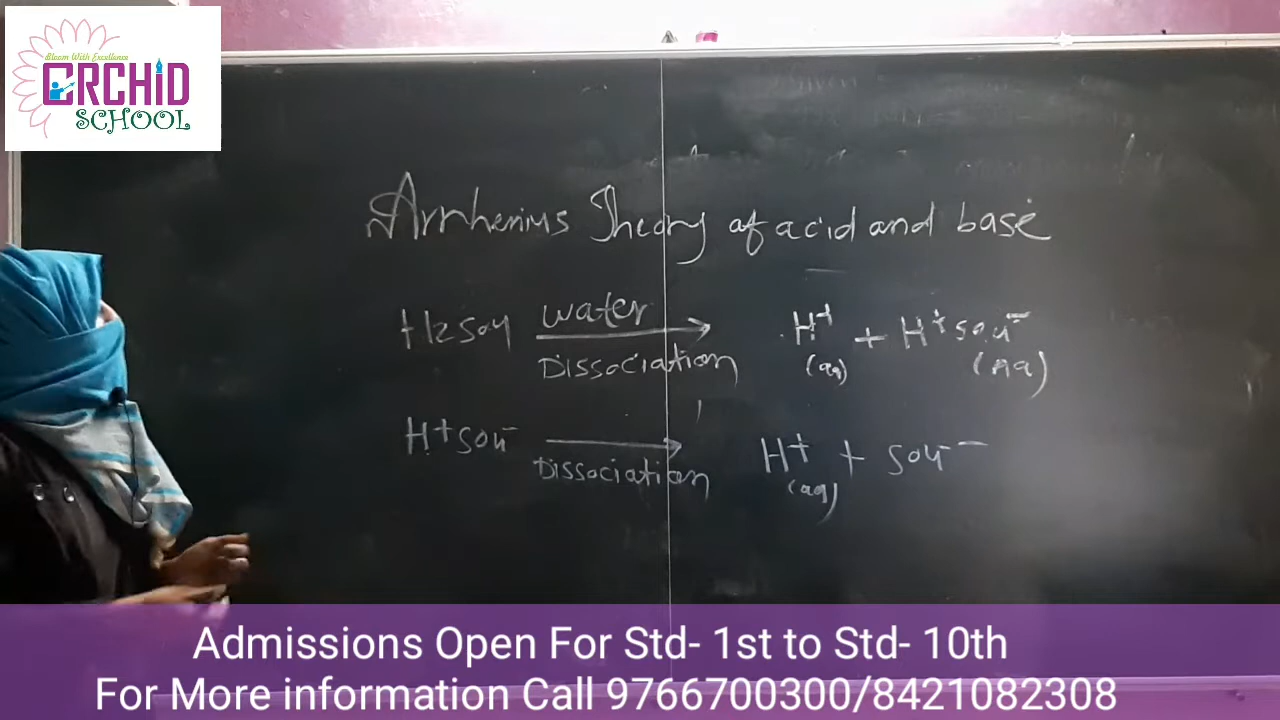 Bloom With Excellence
ORCHID
SCHOOL
Arrhenius Theory of acid and base
H2SO4 water Dissociation → H+ (aq) + H+SO4- (Aq)
H+SO4- → Dissociation H+ (aq) + SO4--
Admissions Open For Std- 1st to Std- 10th
For More information Call 9766700300/8421082308